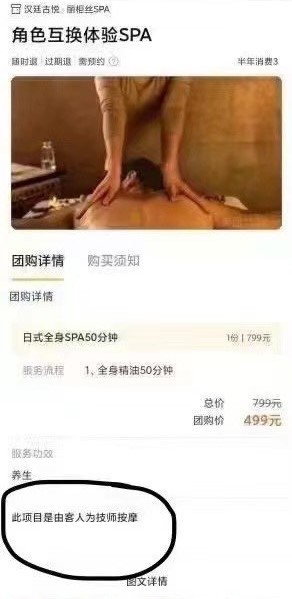 汉廷古悦·丽柜丝SPA
角色互换体验SPA
随时退·过期退·需预约 ?
半年消费3
团购详情 购买须知
团购详情
日式全身SPA50分钟 1份|799元
服务流程 1、全身精油50分钟
总价 799元
团购价 499元
服务功效
养生
此项目是由客人为技师按摩
图文详情